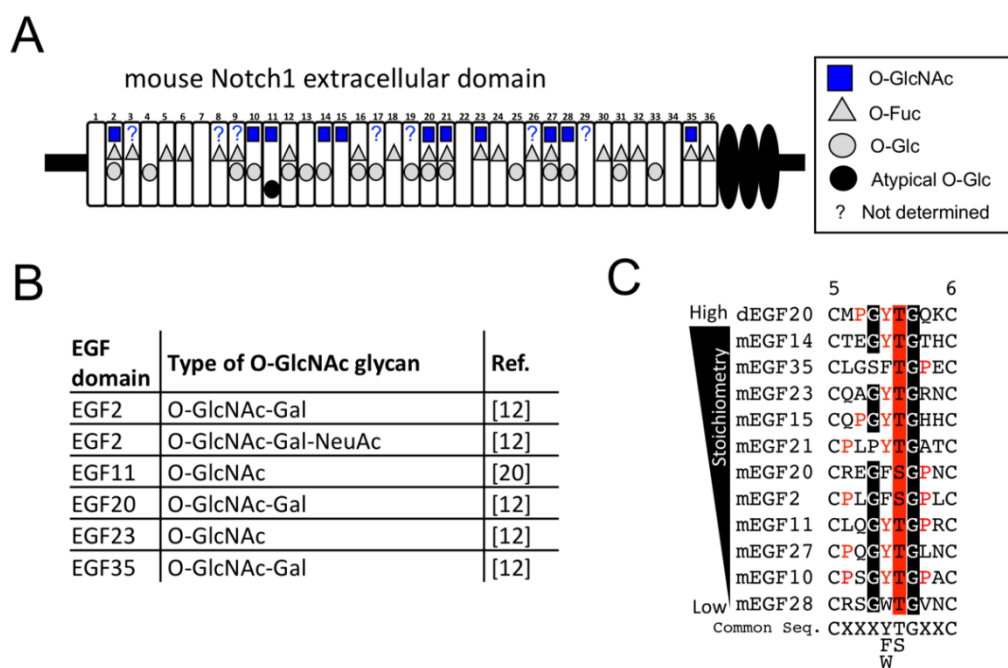 A
mouse Notch1 extracellular domain
1 2 3 4 5 6 7 8 9 10 11 12 13 14 15 16 17 18 19 20 21 22 23 24 25 26 27 28 29 30 31 32 33 34 35 36
? ? ? ? ? ? ?
O-GlcNAc
O-Fuc
O-Glc
Atypical O-Glc
? Not determined
B
EGF domain Type of O-GlcNAc glycan Ref.
EGF2 O-GlcNAc-Gal [12]
EGF2 O-GlcNAc-Gal-NeuAc [12]
EGF11 O-GlcNAc [20]
EGF20 O-GlcNAc-Gal [12]
EGF23 O-GlcNAc [12]
EGF35 O-GlcNAc-Gal [12]
C
5 6
High dEGF20 CMPGYTGQKC
mEGF14 CTEGYTGTHC
mEGF35 CLGSFTGPEC
mEGF23 CQAGYTGRNC
mEGF15 CQPGYTGHHC
mEGF21 CPLPYTGATC
mEGF20 CREGFSGPNC
mEGF2 CPLGFSGPLC
mEGF11 CLQGYTGPRC
mEGF27 CPQGYTGLNC
mEGF10 CPSGYTGPAC
Low mEGF28 CRSGWTGVNC
Stoichiometry
Common Seq. CXXXYTGXXC
FS
W